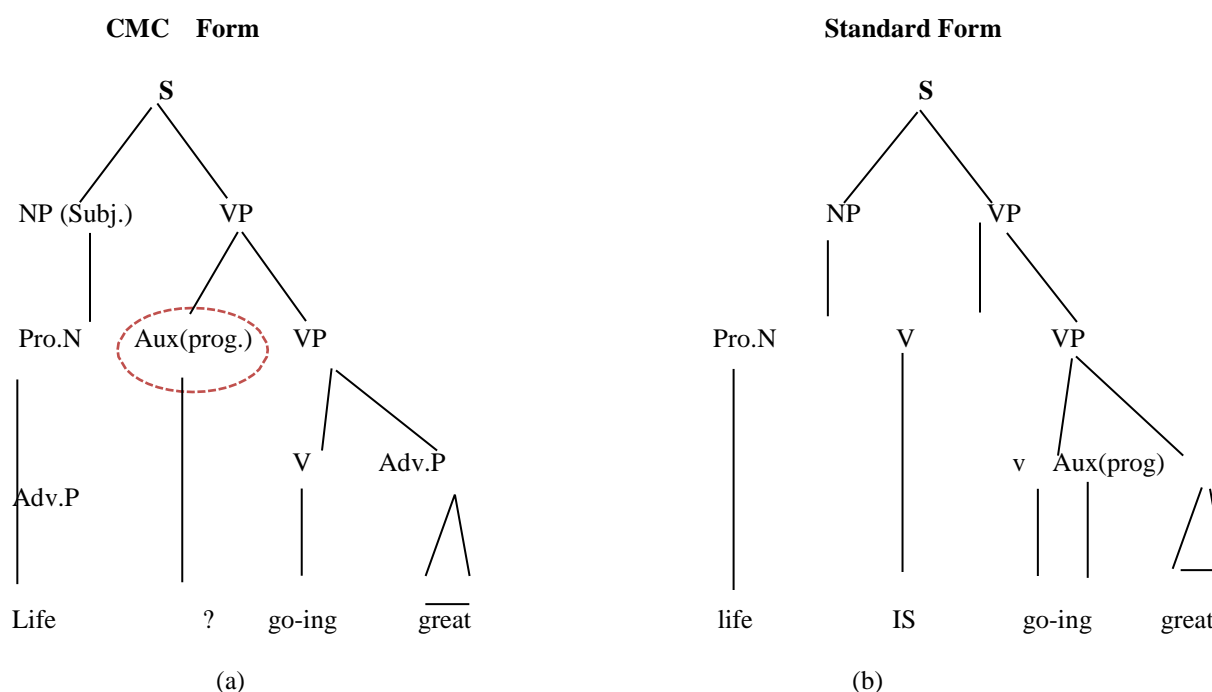 CMC Form Standard Form
S S
NP (Subj.) VP NP VP
Pro.N Aux(prog.) VP Pro.N V VP
V Adv.P v Aux(prog)
Adv.P
Life ? go-ing great life IS go-ing great
(a) (b)